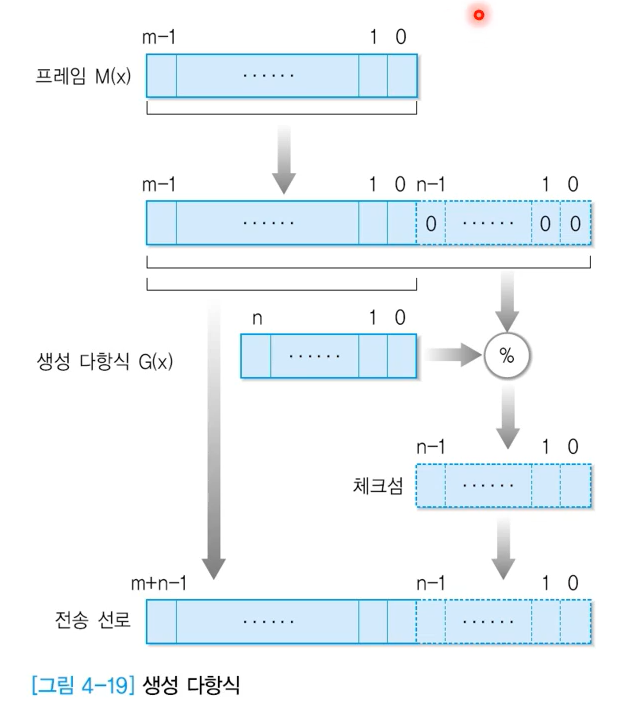 m-1 1 0
프레임 M(x) ······
m-1 1 0 n-1 1 0
······ 0 ······ 0 0
n 1 0
생성 다항식 G(x) ······ %
n-1 1 0
체크섬 ······
m+n-1 n-1 1 0
전송 선로 ······ ······
[그림 4-19] 생성 다항식